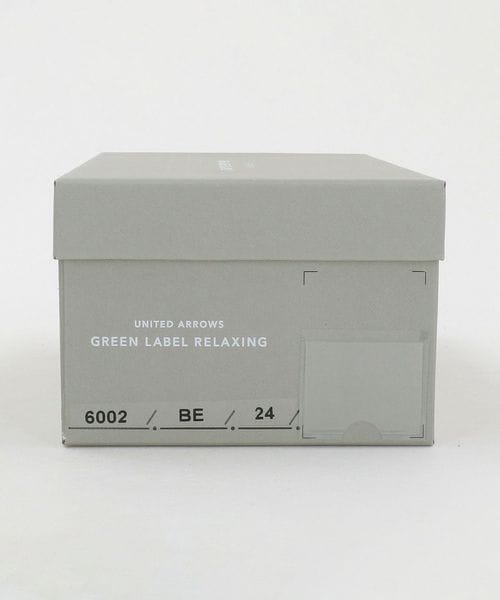 UNITED ARROWS
GREEN LABEL RELAXING
6002 / BE / 24 /